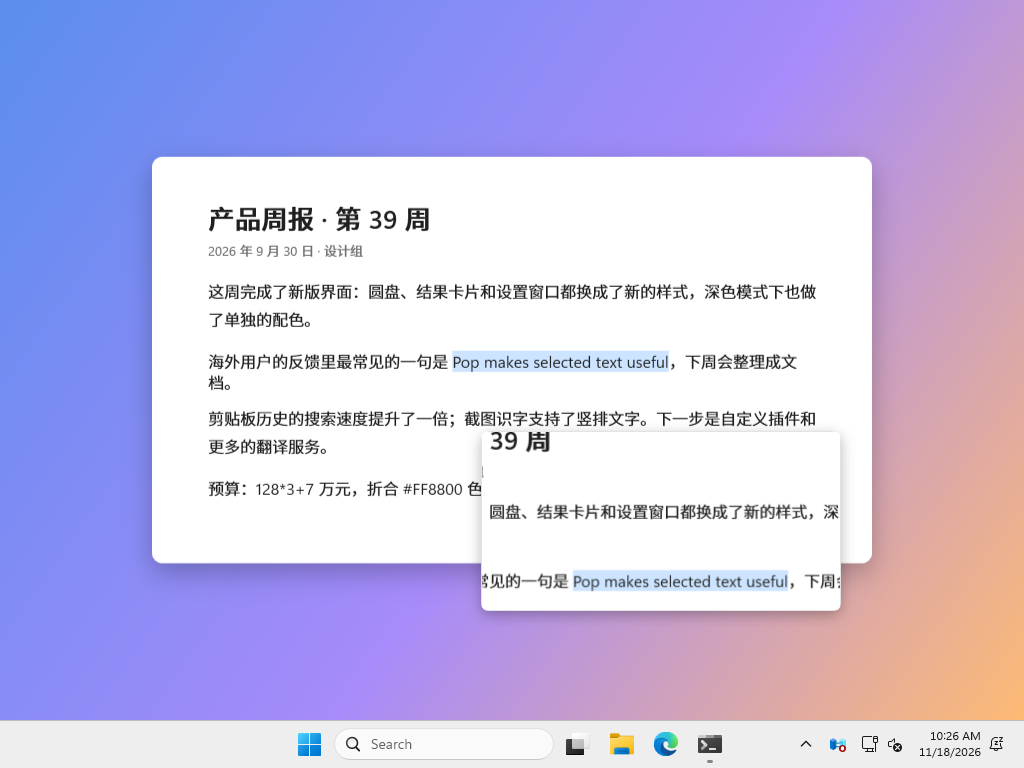 产品周报 · 第 39 周
2026 年 9 月 30 日 · 设计组
这周完成了新版界面：圆盘、结果卡片和设置窗口都换成了新的样式，深色模式下也做
了单独的配色。
海外用户的反馈里最常见的一句是 Pop makes selected text useful，下周会整理成文
档。
剪贴板历史的搜索速度提升了一倍；截图识字支持了竖排文字。下一步是自定义插件和
更多的翻译服务。
预算：128*3+7 万元，折合 #FF8800 色
39 周
圆盘、结果卡片和设置窗口都换成了新的样式，深
常见的一句是 Pop makes selected text useful，下周
Search
10:26 AM
11/18/2026